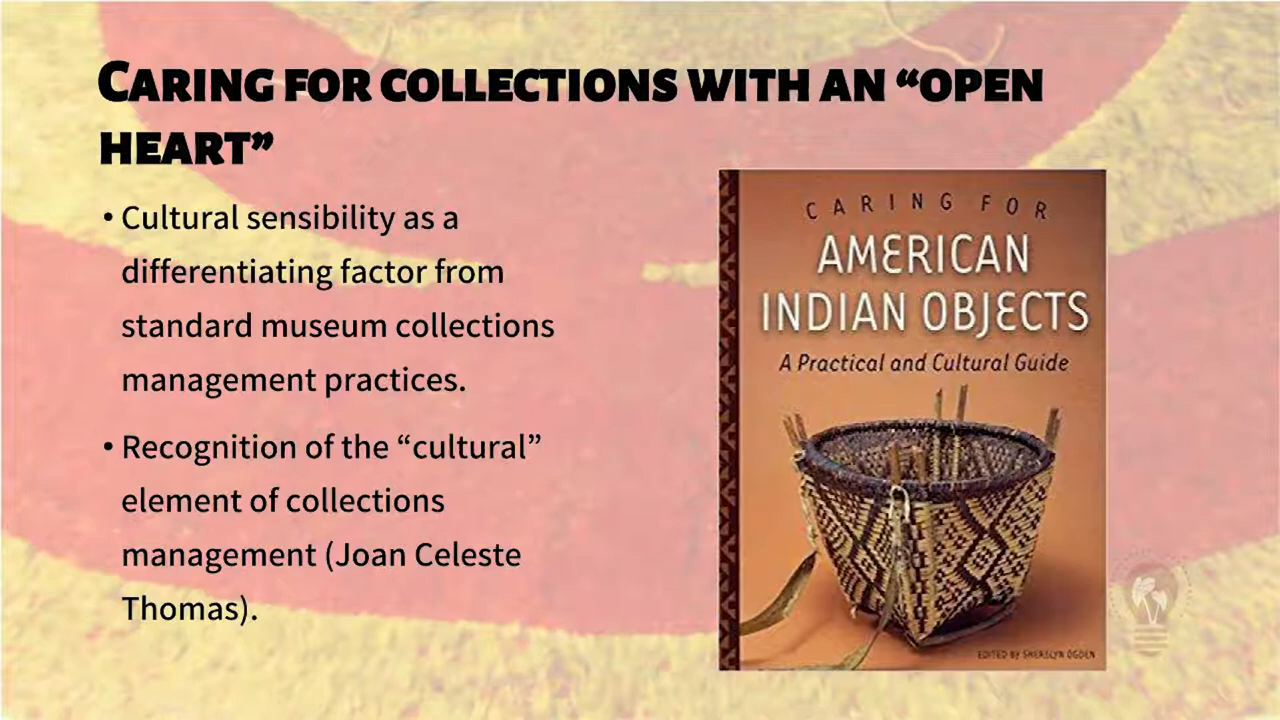 Caring for collections with an “open
heart”
• Cultural sensibility as a
differentiating factor from
standard museum collections
management practices.
• Recognition of the “cultural”
element of collections
management (Joan Celeste
Thomas).
CARING FOR
AMERICAN
INDIAN OBJECTS
A Practical and Cultural Guide
EDITED BY SHERELYN OGDEN